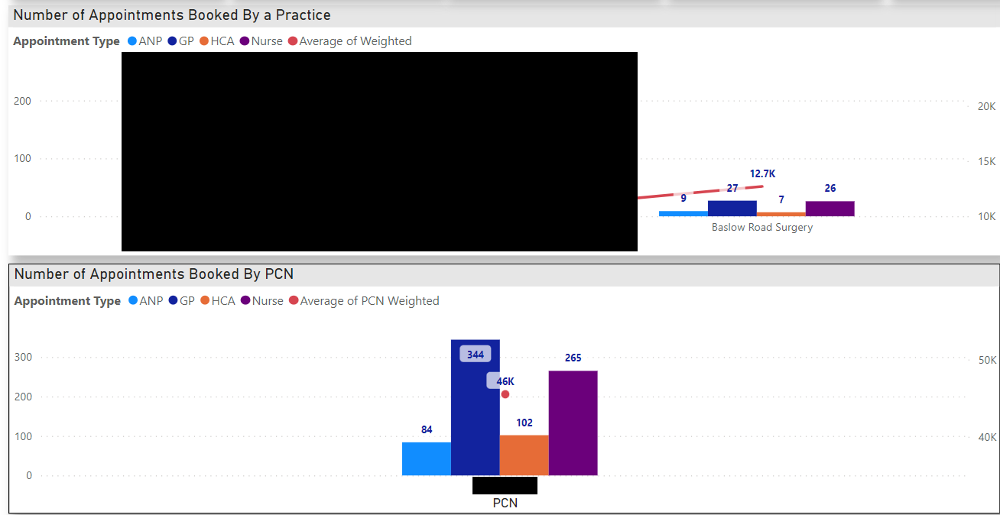 Number of Appointments Booked By a Practice
Appointment Type ANP GP HCA Nurse Average of Weighted
200
100
0
20K
15K
10K
12.7K
9
27
7
26
Baslow Road Surgery
Number of Appointments Booked By PCN
Appointment Type ANP GP HCA Nurse Average of PCN Weighted
300
200
100
0
50K
40K
344
265
46K
84
102
PCN